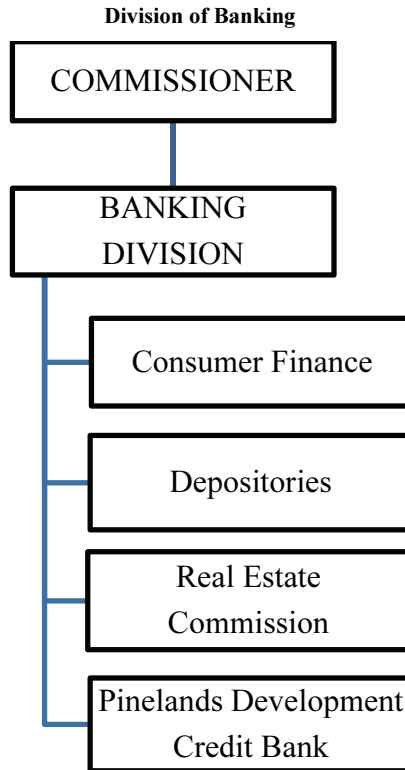 Division of Banking
COMMISSIONER
BANKING
DIVISION
Consumer Finance
Depositories
Real Estate
Commission
Pinelands Development
Credit Bank